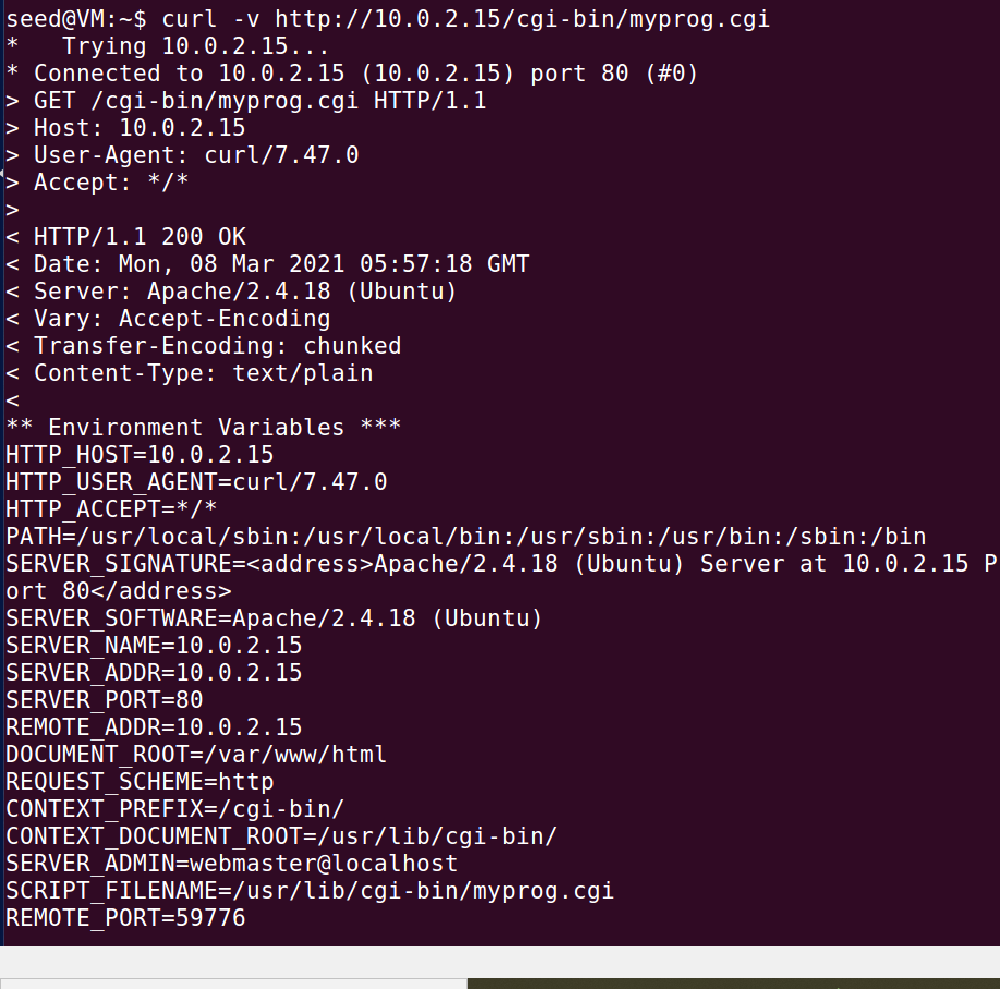 seed@VM:~$ curl -v http://10.0.2.15/cgi-bin/myprog.cgi
*   Trying 10.0.2.15...
* Connected to 10.0.2.15 (10.0.2.15) port 80 (#0)
> GET /cgi-bin/myprog.cgi HTTP/1.1
> Host: 10.0.2.15
> User-Agent: curl/7.47.0
> Accept: */*
>
< HTTP/1.1 200 OK
< Date: Mon, 08 Mar 2021 05:57:18 GMT
< Server: Apache/2.4.18 (Ubuntu)
< Vary: Accept-Encoding
< Transfer-Encoding: chunked
< Content-Type: text/plain
<
** Environment Variables ***
HTTP_HOST=10.0.2.15
HTTP_USER_AGENT=curl/7.47.0
HTTP_ACCEPT=*/*
PATH=/usr/local/sbin:/usr/local/bin:/usr/sbin:/usr/bin:/sbin:/bin
SERVER_SIGNATURE=<address>Apache/2.4.18 (Ubuntu) Server at 10.0.2.15 P
ort 80</address>
SERVER_SOFTWARE=Apache/2.4.18 (Ubuntu)
SERVER_NAME=10.0.2.15
SERVER_ADDR=10.0.2.15
SERVER_PORT=80
REMOTE_ADDR=10.0.2.15
DOCUMENT_ROOT=/var/www/html
REQUEST_SCHEME=http
CONTEXT_PREFIX=/cgi-bin/
CONTEXT_DOCUMENT_ROOT=/usr/lib/cgi-bin/
SERVER_ADMIN=webmaster@localhost
SCRIPT_FILENAME=/usr/lib/cgi-bin/myprog.cgi
REMOTE_PORT=59776